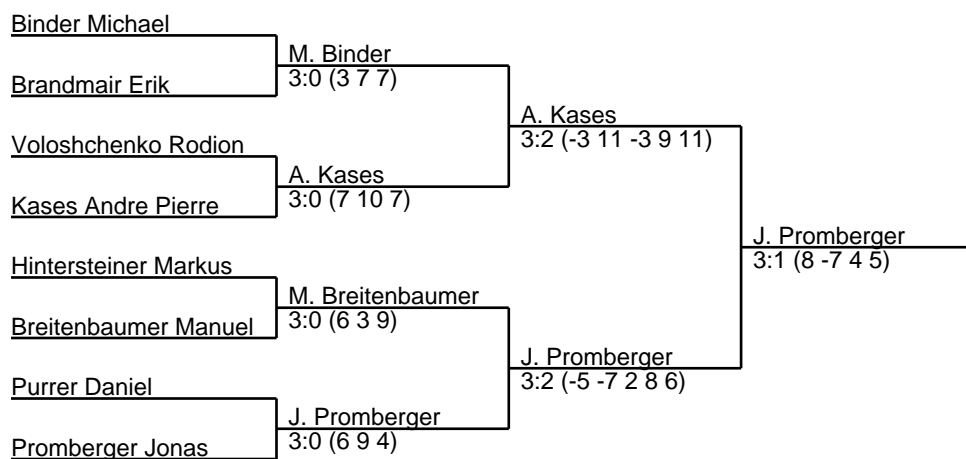 Binder Michael
M. Binder
3:0 (3 7 7)
Brandmair Erik
A. Kases
3:2 (-3 11 -3 9 11)
Voloshchenko Rodion
A. Kases
3:0 (7 10 7)
Kases Andre Pierre
J. Promberger
3:1 (8 -7 4 5)
Hintersteiner Markus
M. Breitenbaumer
3:0 (6 3 9)
Breitenbaumer Manuel
J. Promberger
3:2 (-5 -7 2 8 6)
Purrer Daniel
J. Promberger
3:0 (6 9 4)
Promberger Jonas